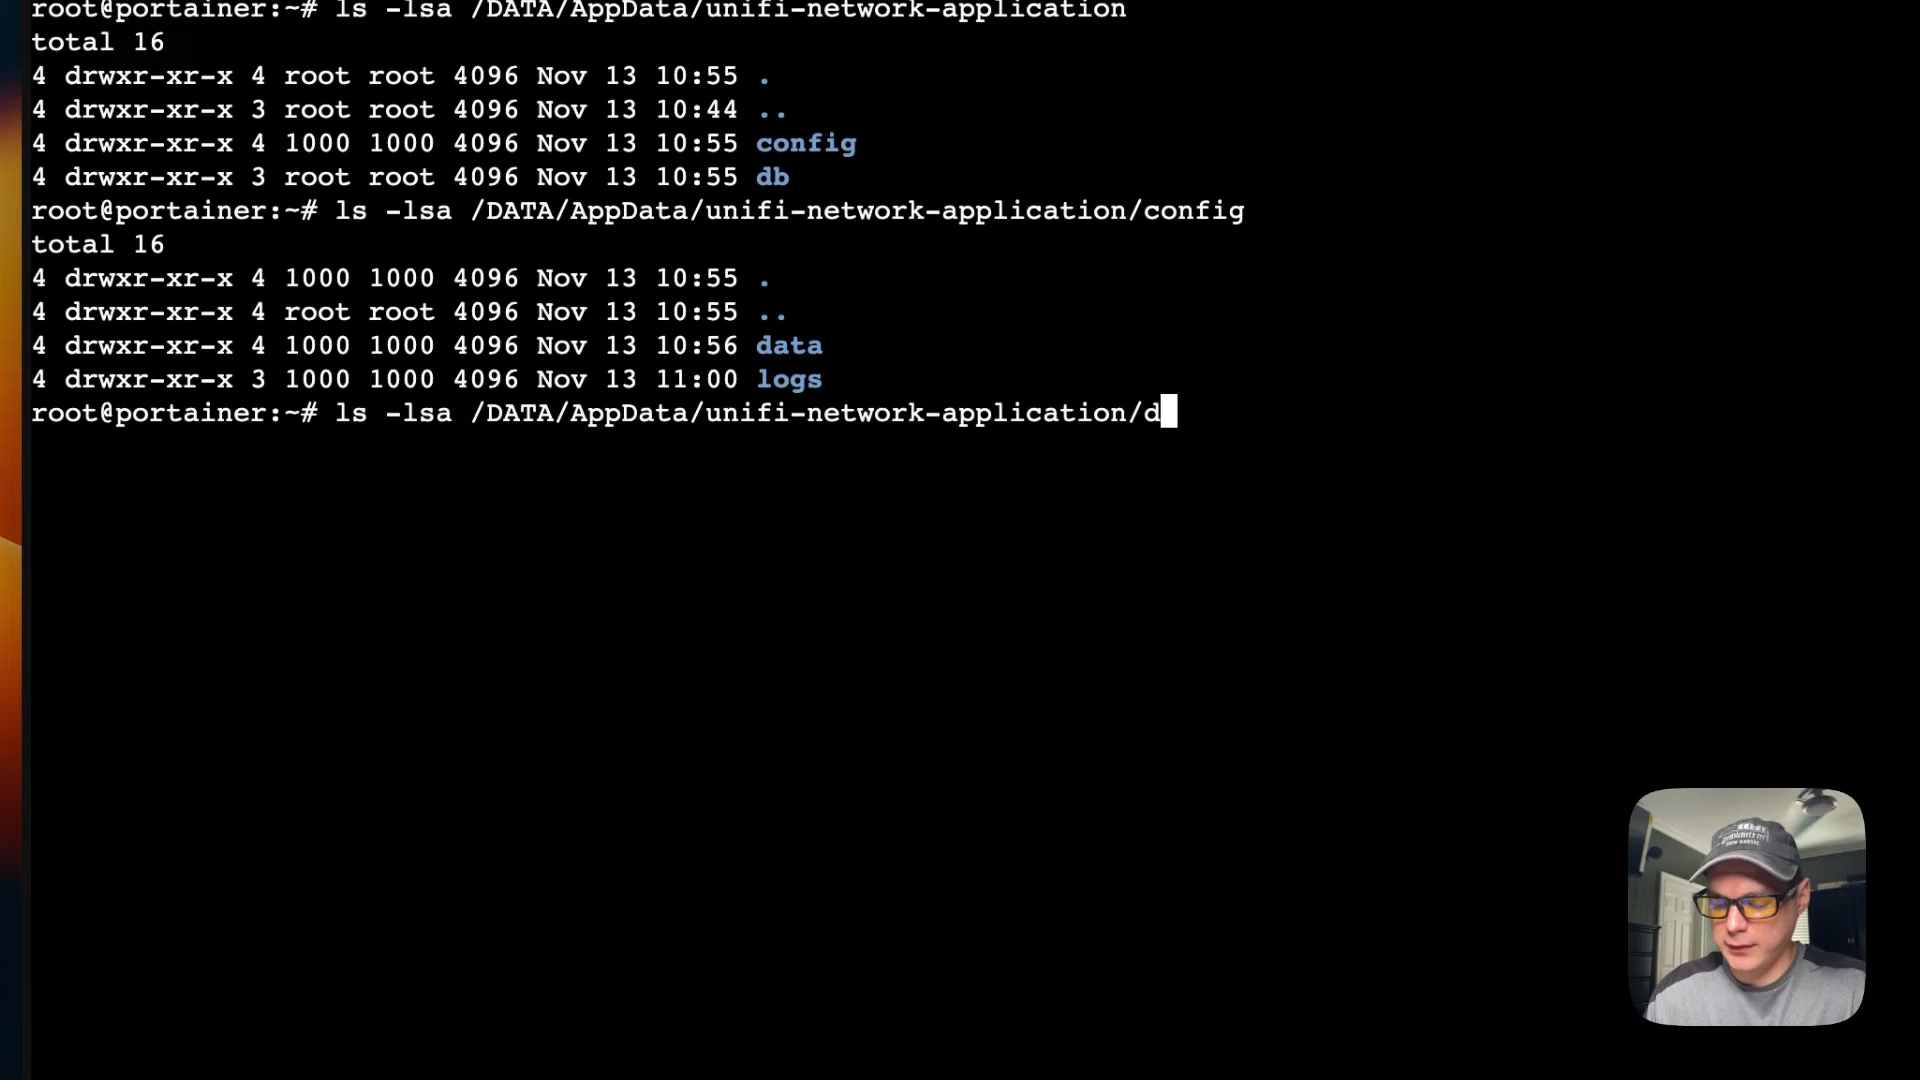 root@portainer:~# ls -lsa /DATA/AppData/unifi-network-application
total 16
4 drwxr-xr-x 4 root root 4096 Nov 13 10:55 .
4 drwxr-xr-x 3 root root 4096 Nov 13 10:44 ..
4 drwxr-xr-x 4 1000 1000 4096 Nov 13 10:55 config
4 drwxr-xr-x 3 root root 4096 Nov 13 10:55 db
root@portainer:~# ls -lsa /DATA/AppData/unifi-network-application/config
total 16
4 drwxr-xr-x 4 1000 1000 4096 Nov 13 10:55 .
4 drwxr-xr-x 4 root root 4096 Nov 13 10:55 ..
4 drwxr-xr-x 4 1000 1000 4096 Nov 13 10:56 data
4 drwxr-xr-x 3 1000 1000 4096 Nov 13 11:00 logs
root@portainer:~# ls -lsa /DATA/AppData/unifi-network-application/d